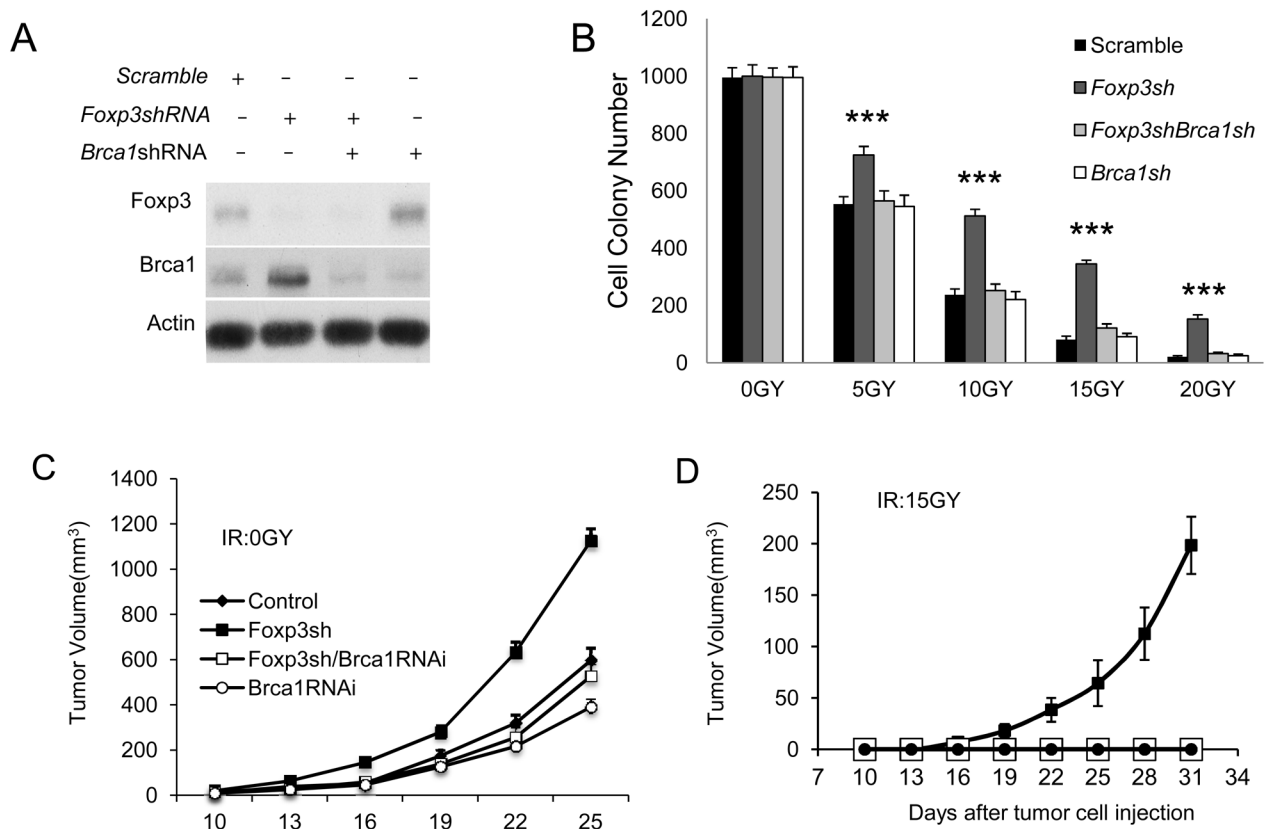 A
Scramble + – – –
Foxp3shRNA – + + –
Brca1shRNA – – + +
Foxp3
Brca1
Actin
B
Cell Colony Number
1200
1000
800
600
400
200
0
0GY 5GY 10GY 15GY 20GY
***
***
***
***
Scramble
Foxp3sh
Foxp3shBrca1sh
Brca1sh
C
Tumor Volume(mm3)
1400
1200
1000
800
600
400
200
0
IR:0GY
Control
Foxp3sh
Foxp3sh/Brca1RNAi
Brca1RNAi
10 13 16 19 22 25
D
Tumor Volume(mm3)
250
200
150
100
50
0
IR:15GY
7 10 13 16 19 22 25 28 31 34
Days after tumor cell injection